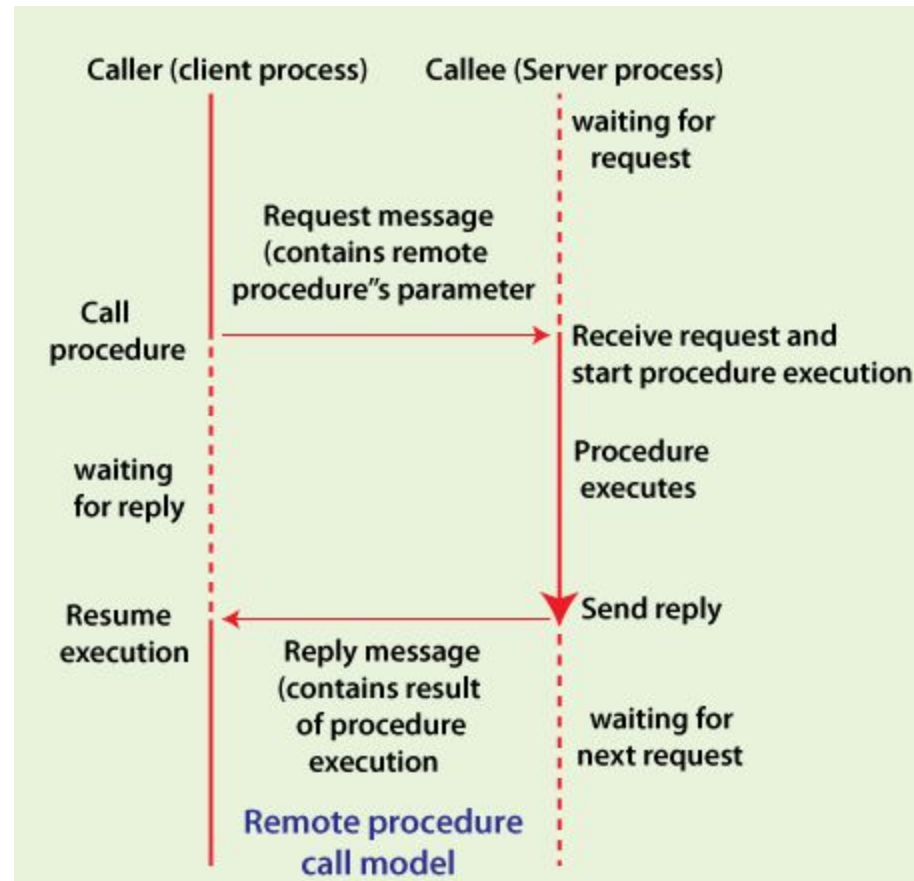 Caller (client process)
Callee (Server process)
waiting for
request
Request message
(contains remote
procedure"s parameter
Call
procedure
Receive request and
start procedure execution
Procedure
executes
waiting
for reply
Send reply
Resume
execution
Reply message
(contains result
of procedure
execution
waiting for
next request
Remote procedure
call model